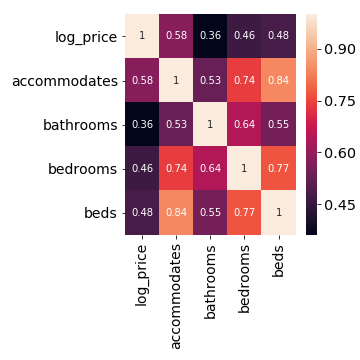 log_price 1 0.58 0.36 0.46 0.48
accommodates 0.58 1 0.53 0.74 0.84
bathrooms 0.36 0.53 1 0.64 0.55
bedrooms 0.46 0.74 0.64 1 0.77
beds 0.48 0.84 0.55 0.77 1
log_price
accommodates
bathrooms
bedrooms
beds
0.90
0.75
0.60
0.45